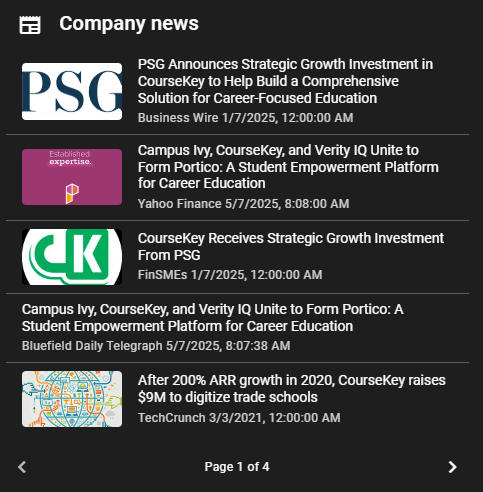 Company news
PSG
PSG Announces Strategic Growth Investment in
CourseKey to Help Build a Comprehensive
Solution for Career-Focused Education
Business Wire 1/7/2025, 12:00:00 AM
Established
expertise.
Campus Ivy, CourseKey, and Verity IQ Unite to
Form Portico: A Student Empowerment Platform
for Career Education
Yahoo Finance 5/7/2025, 8:08:00 AM
CK
CourseKey Receives Strategic Growth Investment
From PSG
FinSMEs 1/7/2025, 12:00:00 AM
Campus Ivy, CourseKey, and Verity IQ Unite to Form Portico: A
Student Empowerment Platform for Career Education
Bluefield Daily Telegraph 5/7/2025, 8:07:38 AM
After 200% ARR growth in 2020, CourseKey raises
$9M to digitize trade schools
TechCrunch 3/3/2021, 12:00:00 AM
Page 1 of 4